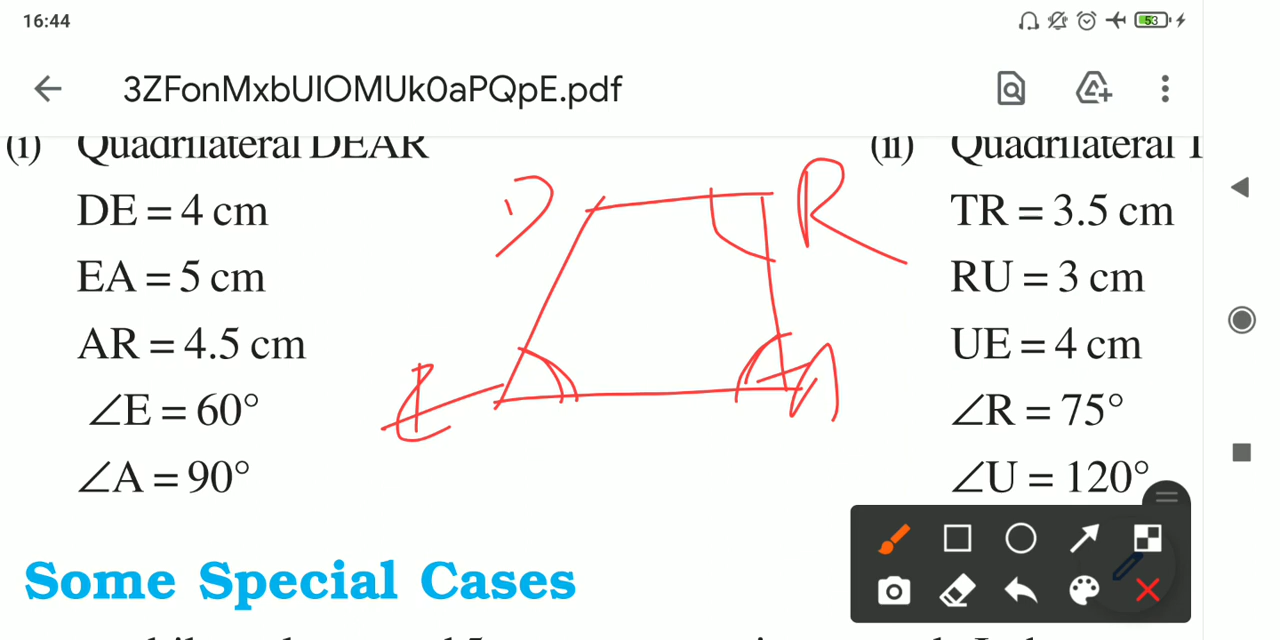 16:44
53
3ZFonMxbUIOMUk0aPQpE.pdf
(i) Quadrilateral DEAR
DE = 4 cm
EA = 5 cm
AR = 4.5 cm
∠E = 60°
∠A = 90°
D
R
E
A
(ii) Quadrilateral
TR = 3.5 cm
RU = 3 cm
UE = 4 cm
∠R = 75°
∠U = 120°
Some Special Cases